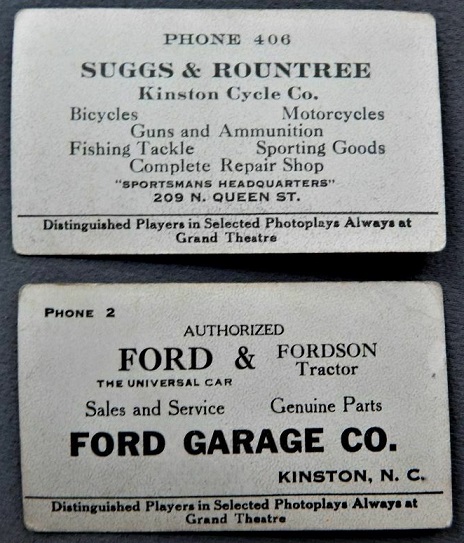 PHONE 406
SUGGS & ROUNTREE
Kinston Cycle Co.
Bicycles Motorcycles
Guns and Ammunition
Fishing Tackle Sporting Goods
Complete Repair Shop
"SPORTSMANS HEADQUARTERS"
209 N. QUEEN ST.
Distinguished Players in Selected Photoplays Always at
Grand Theatre
PHONE 2
AUTHORIZED
FORD & FORDSON
THE UNIVERSAL CAR Tractor
Sales and Service Genuine Parts
FORD GARAGE CO.
KINSTON, N. C.
Distinguished Players in Selected Photoplays Always at
Grand Theatre